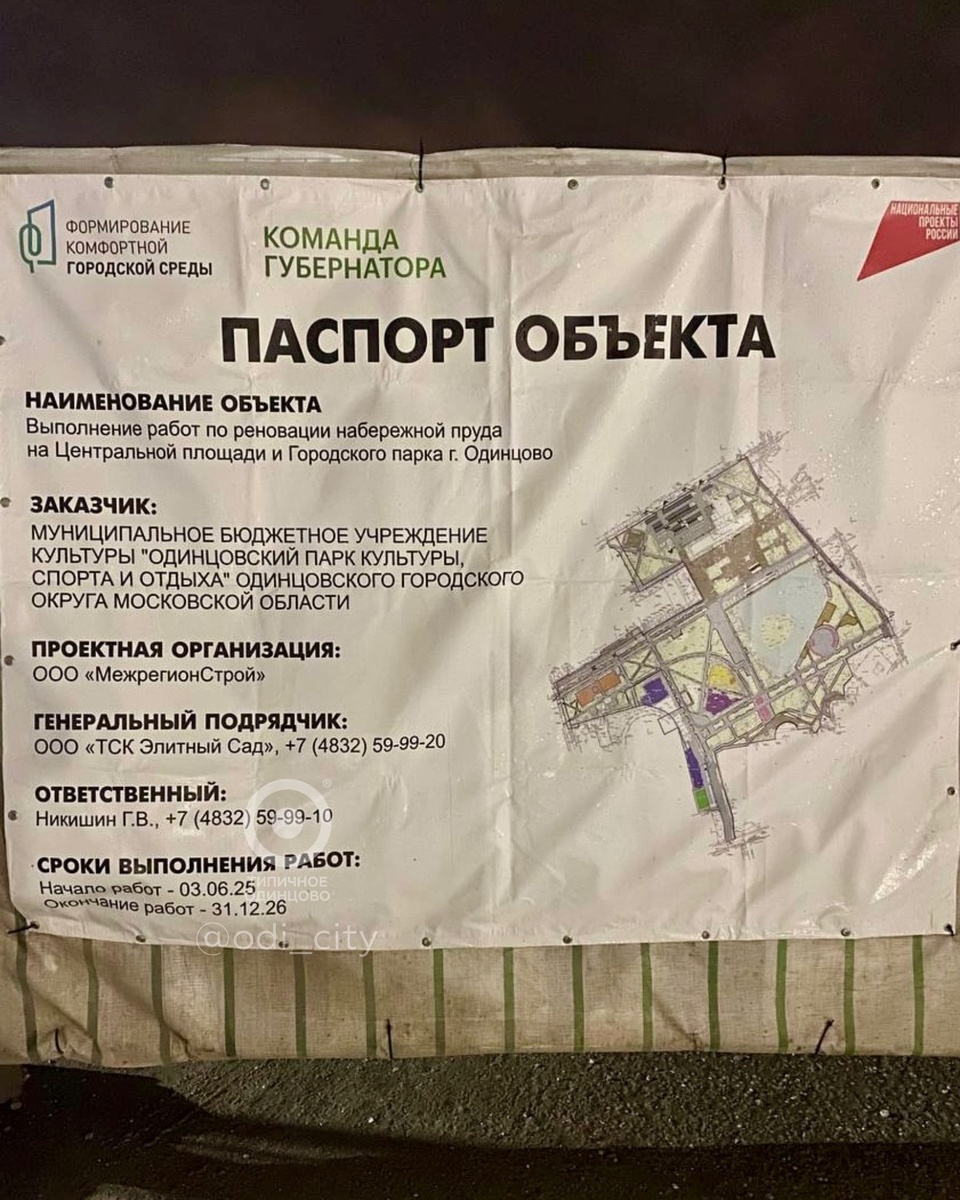 ФОРМИРОВАНИЕ
КОМФОРТНОЙ
ГОРОДСКОЙ СРЕДЫ
КОМАНДА
ГУБЕРНАТОРА
НАЦИОНАЛЬНЫЕ
ПРОЕКТЫ
РОССИИ
ПАСПОРТ ОБЪЕКТА
НАИМЕНОВАНИЕ ОБЪЕКТА
Выполнение работ по реновации набережной пруда
на Центральной площади и Городского парка г. Одинцово
ЗАКАЗЧИК:
МУНИЦИПАЛЬНОЕ БЮДЖЕТНОЕ УЧРЕЖДЕНИЕ
КУЛЬТУРЫ "ОДИНЦОВСКИЙ ПАРК КУЛЬТУРЫ,
СПОРТА И ОТДЫХА" ОДИНЦОВСКОГО ГОРОДСКОГО
ОКРУГА МОСКОВСКОЙ ОБЛАСТИ
ПРОЕКТНАЯ ОРГАНИЗАЦИЯ:
ООО «МежрегионСтрой»
ГЕНЕРАЛЬНЫЙ ПОДРЯДЧИК:
ООО «ТСК Элитный Сад», +7 (4832) 59-99-20
ОТВЕТСТВЕННЫЙ:
Никишин Г.В., +7 (4832) 59-99-10
СРОКИ ВЫПОЛНЕНИЯ РАБОТ:
Начало работ - 03.06.25
Окончание работ - 31.12.26
ТИПИЧНОЕ
ОДИНЦОВО
@odi_city